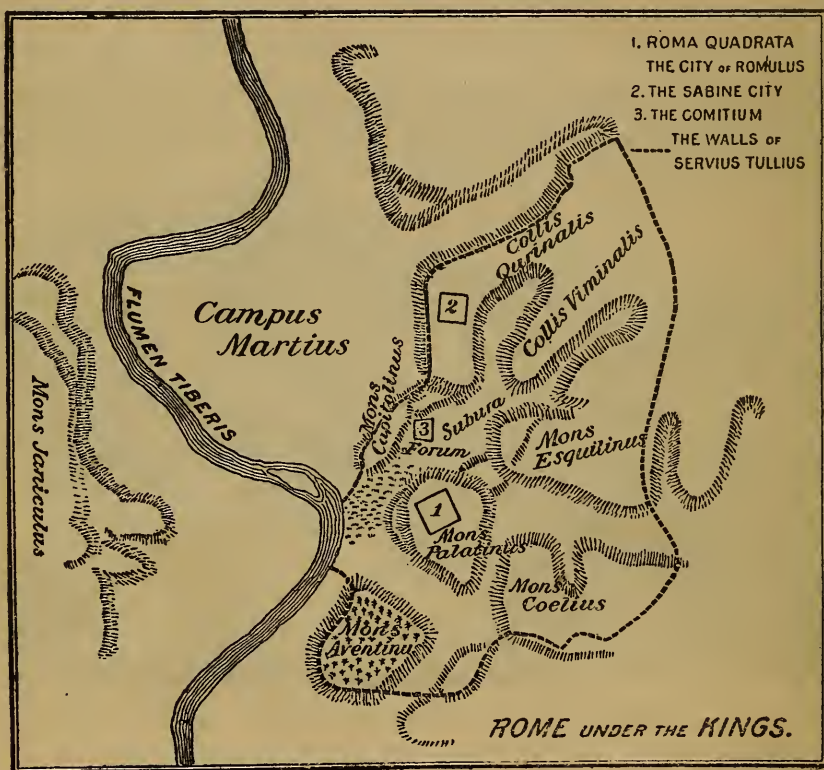 1. ROMA QUADRATA
THE CITY OF ROMULUS
2. THE SABINE CITY
3. THE COMITIUM
THE WALLS OF
SERVIUS TULLIUS
Collis
Quirinalis
Collis Viminalis
2
Campus
Martius
FLUMEN TIBERIS
Mons Janiculus
Mons
Capitolinus
3
Subura
Forum
Mons
Esquilinus
1
Mons
Palatinus
Mons
Coelius
Mons
Aventinu
ROME UNDER THE KINGS.